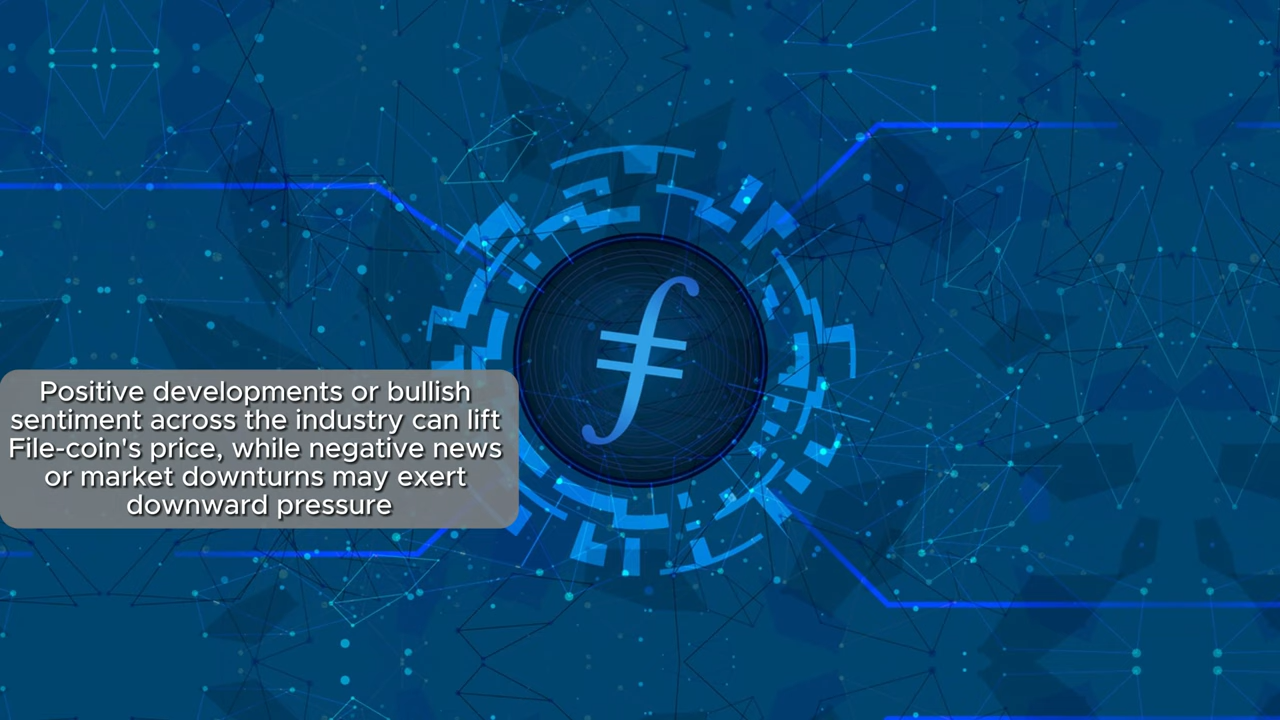 Positive developments or bullish
sentiment across the industry can lift
File-coin's price, while negative news
or market downturns may exert
downward pressure